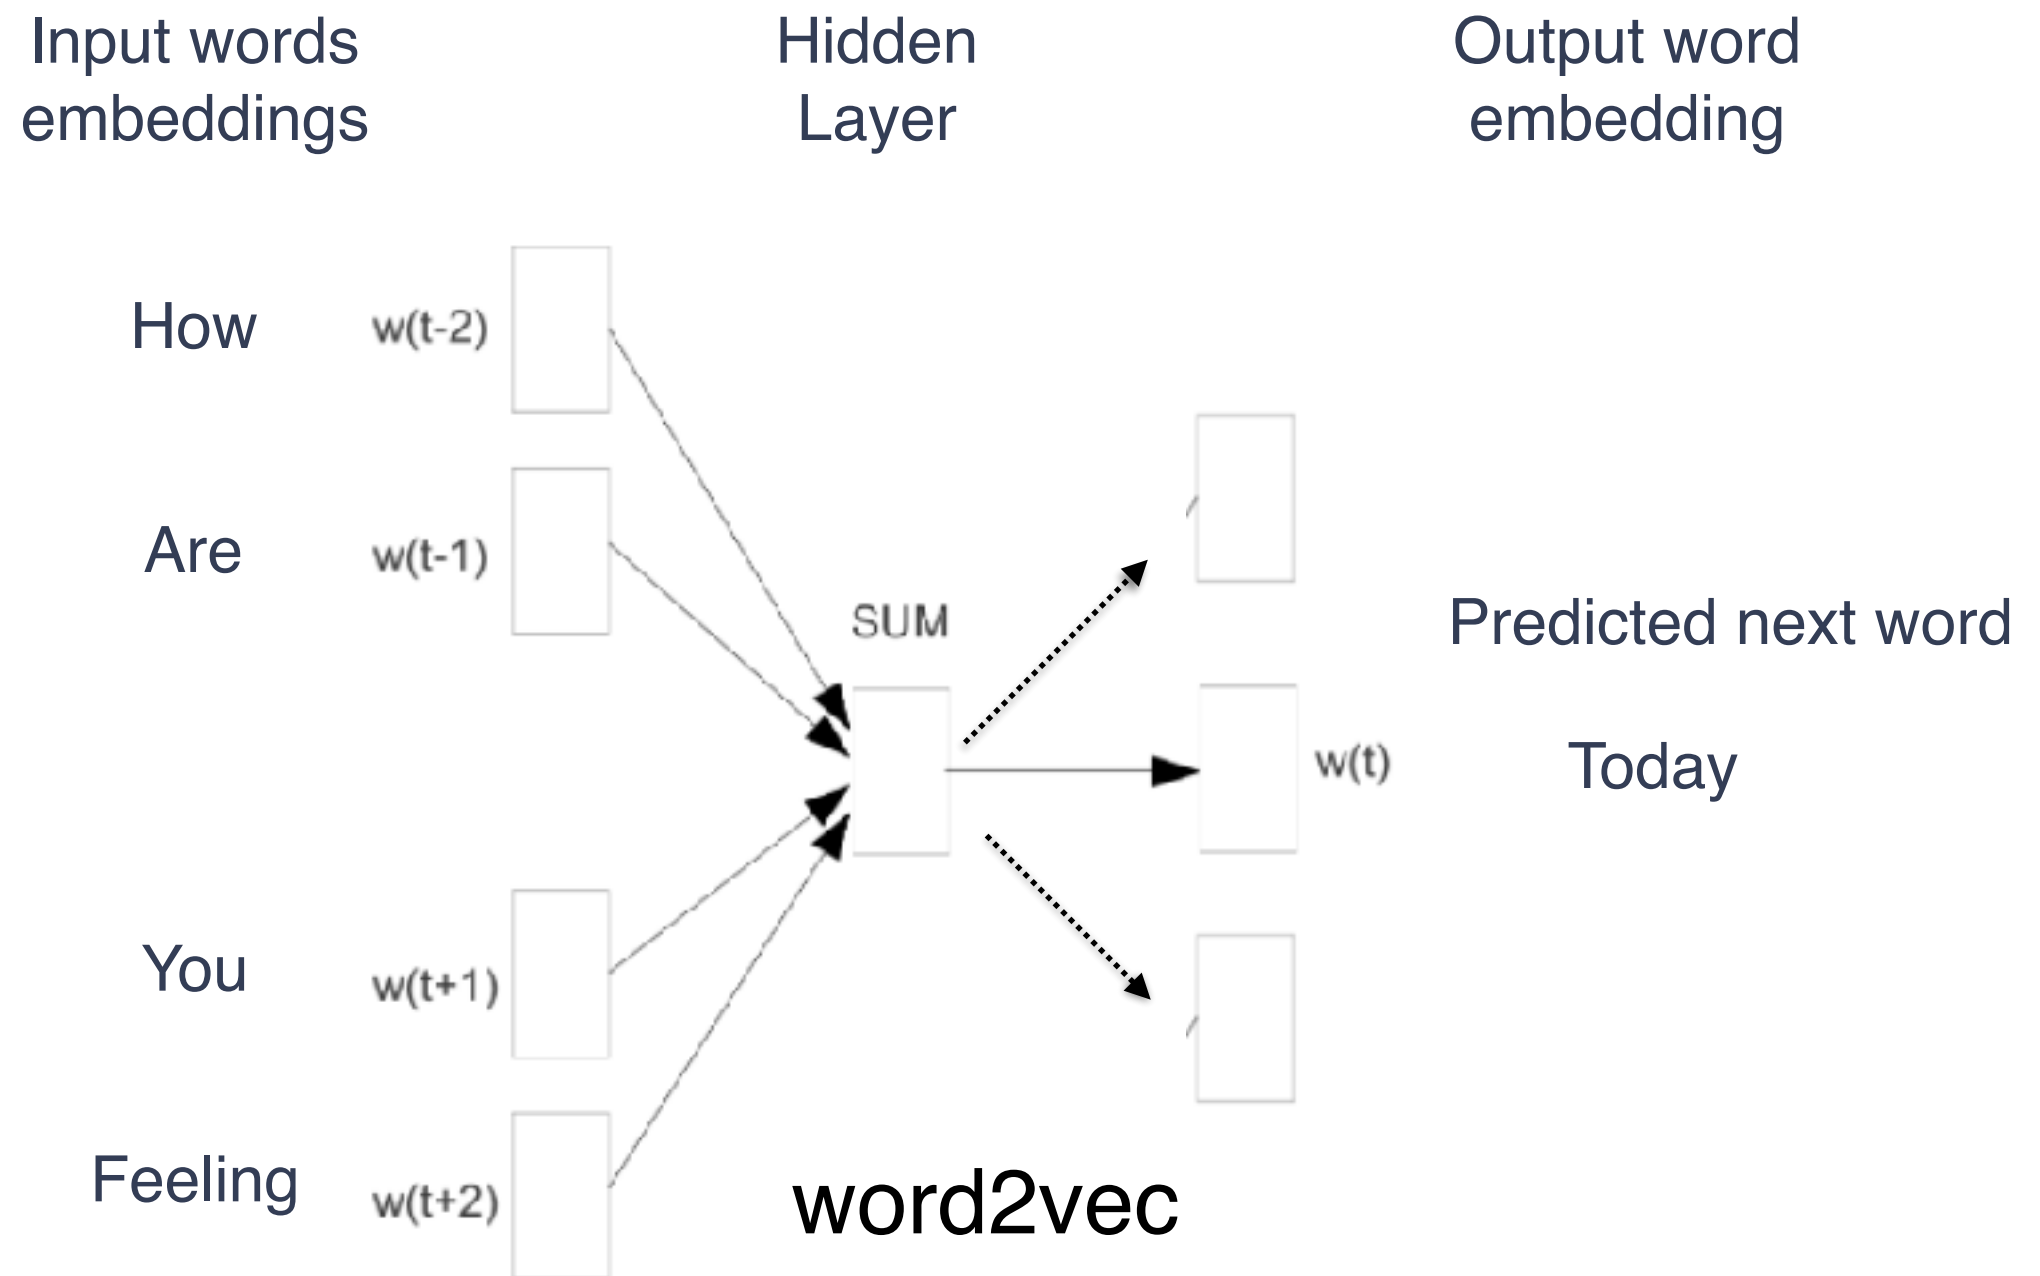 Input words
embeddings
Hidden
Layer
Output word
embedding
How
w(t-2)
Are
w(t-1)
SUM
Predicted next word
w(t)
Today
You
w(t+1)
Feeling
w(t+2)
word2vec